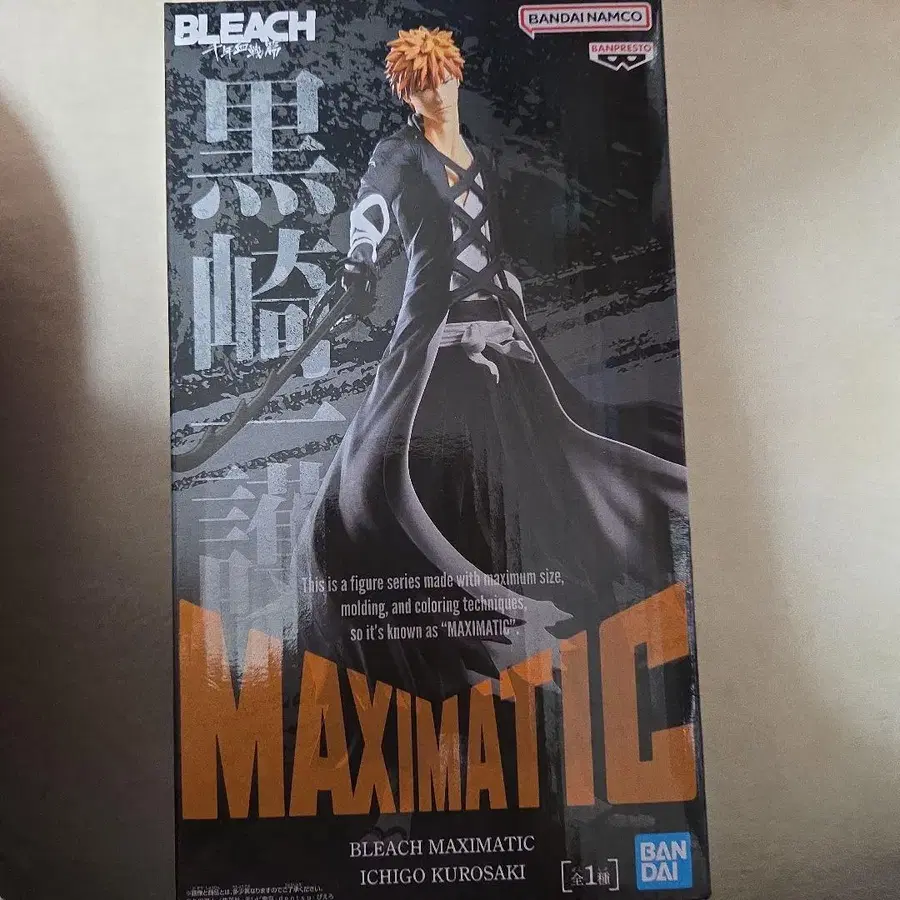 BLEACH
千年血戦篇
BANDAI NAMCO
BANPRESTO
黒崎一護
This is a figure series made with maximum size,
molding, and coloring techniques,
so it's known as “MAXIMATIC”.
MAXIMATIC
BLEACH MAXIMATIC
ICHIGO KUROSAKI
[全1種]
BAN
DAI